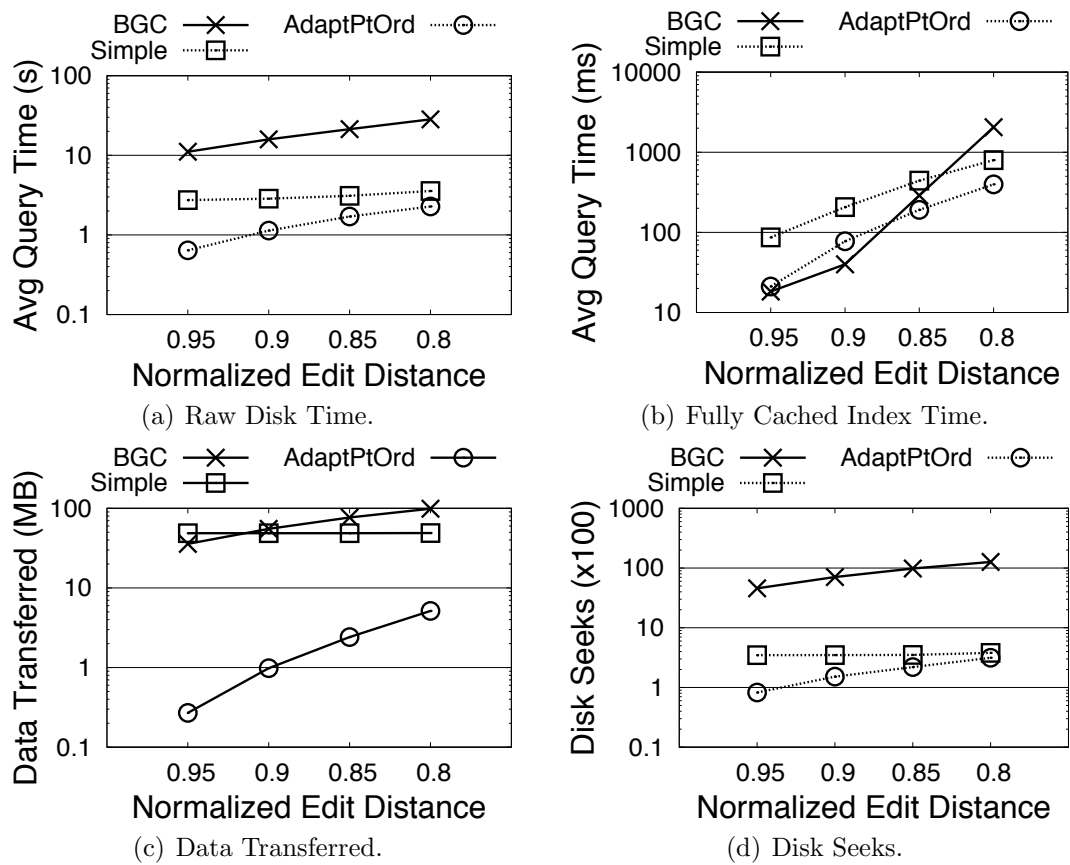 BGC AdaptPtOrd
Simple
Avg Query Time (s)
100
10
1
0.1
0.95 0.9 0.85 0.8
Normalized Edit Distance
(a) Raw Disk Time.
BGC AdaptPtOrd
Simple
Avg Query Time (ms)
10000
1000
100
10
0.95 0.9 0.85 0.8
Normalized Edit Distance
(b) Fully Cached Index Time.
BGC AdaptPtOrd
Simple
Data Transferred (MB)
100
10
1
0.1
0.95 0.9 0.85 0.8
Normalized Edit Distance
(c) Data Transferred.
BGC AdaptPtOrd
Simple
Disk Seeks (x100)
1000
100
10
1
0.1
0.95 0.9 0.85 0.8
Normalized Edit Distance
(d) Disk Seeks.